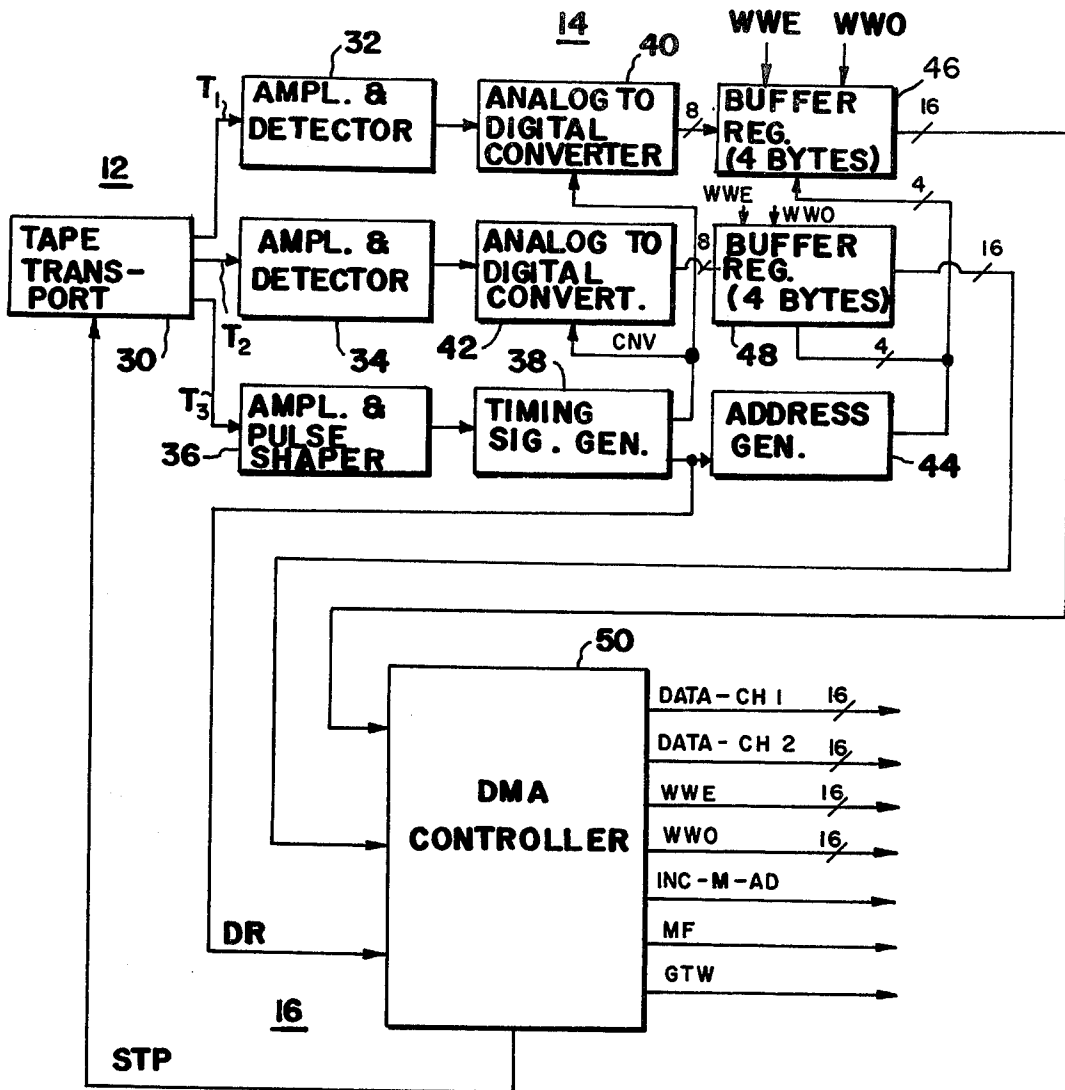 14
WWE WWO
32
40
46
T1
AMPL. &
DETECTOR
ANALOG TO
DIGITAL
CONVERTER
8
BUFFER
REG.
(4 BYTES)
16
12
4
WWE
WWO
TAPE
TRANS-
PORT
AMPL. &
DETECTOR
ANALOG TO
DIGITAL
CONVERT.
8
BUFFER
REG.
(4 BYTES)
16
30
T2
34
42
CNV
38
48
4
T3
36
AMPL. &
PULSE
SHAPER
TIMING
SIG. GEN.
ADDRESS
GEN.
44
50
DMA
CONTROLLER
DATA-CH 1 16
DATA-CH 2 16
WWE 16
WWO 16
INC-M-AD
MF
GTW
DR
16
STP